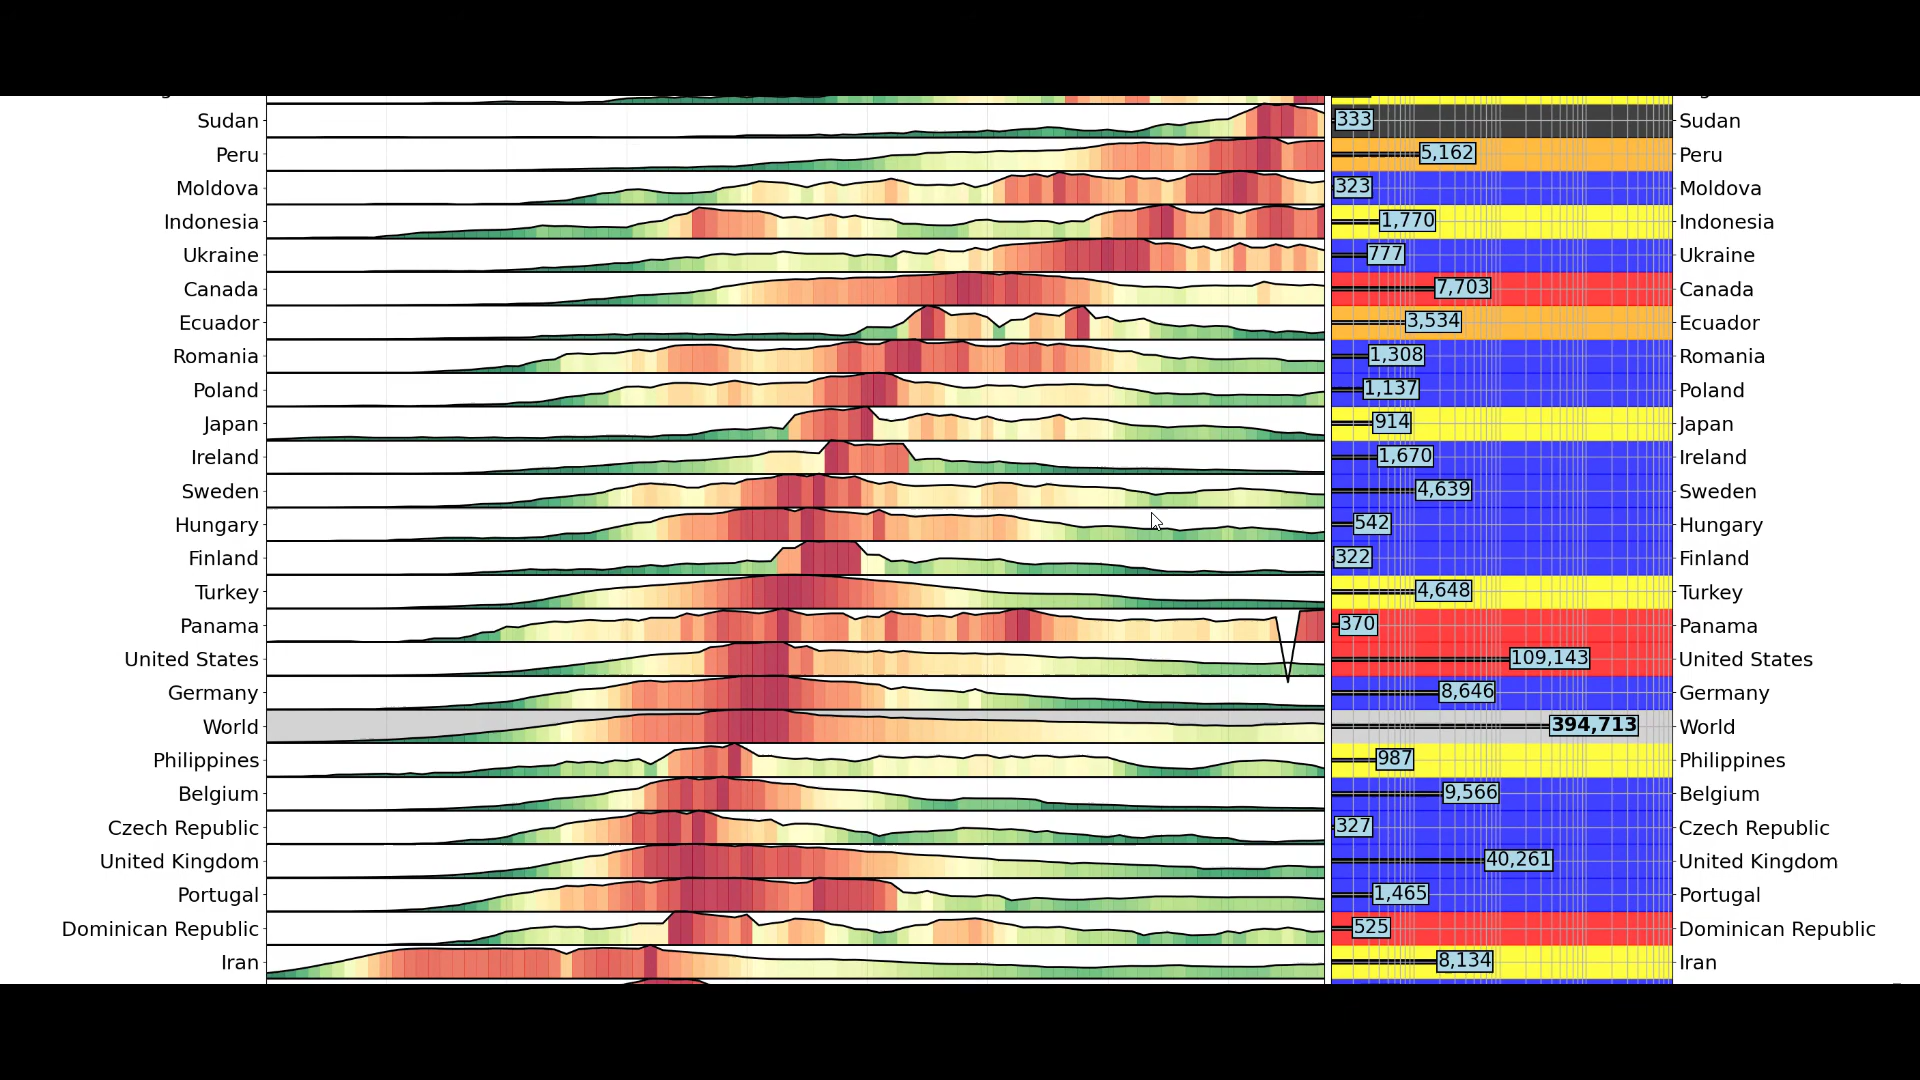 Sudan 333 Sudan
Peru 5,162 Peru
Moldova 323 Moldova
Indonesia 1,770 Indonesia
Ukraine 777 Ukraine
Canada 7,703 Canada
Ecuador 3,534 Ecuador
Romania 1,308 Romania
Poland 1,137 Poland
Japan 914 Japan
Ireland 1,670 Ireland
Sweden 4,639 Sweden
Hungary 542 Hungary
Finland 322 Finland
Turkey 4,648 Turkey
Panama 370 Panama
United States 109,143 United States
Germany 8,646 Germany
World 394,713 World
Philippines 987 Philippines
Belgium 9,566 Belgium
Czech Republic 327 Czech Republic
United Kingdom 40,261 United Kingdom
Portugal 1,465 Portugal
Dominican Republic 525 Dominican Republic
Iran 8,134 Iran